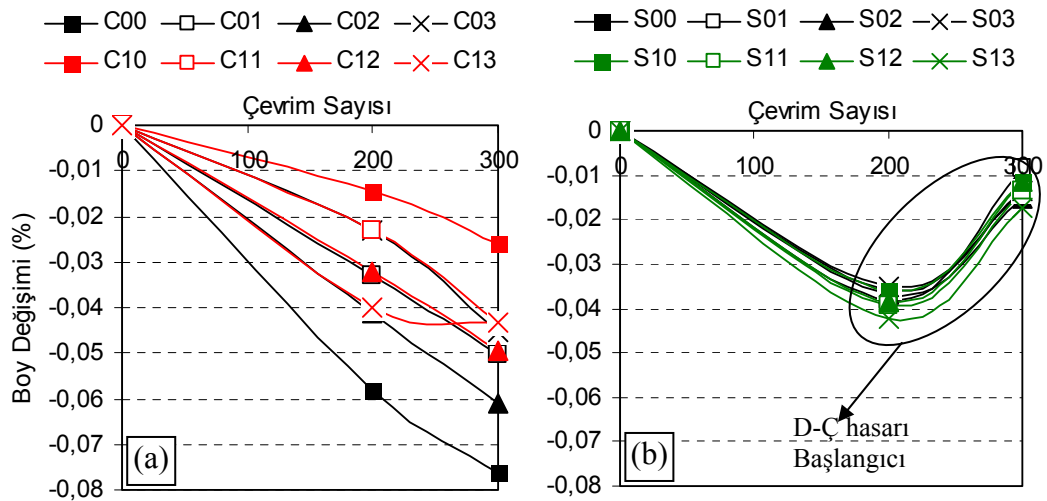 C00 C01 C02 C03
C10 C11 C12 C13
Çevrim Sayısı
0
-0,01
-0,02
-0,03
-0,04
-0,05
-0,06
-0,07
-0,08
0 100 200 300
Boy Değişimi (%)
(a)
S00 S01 S02 S03
S10 S11 S12 S13
Çevrim Sayısı
0
-0,01
-0,02
-0,03
-0,04
-0,05
-0,06
-0,07
-0,08
0 100 200 300
D-Ç hasarı
Başlangıcı
(b)